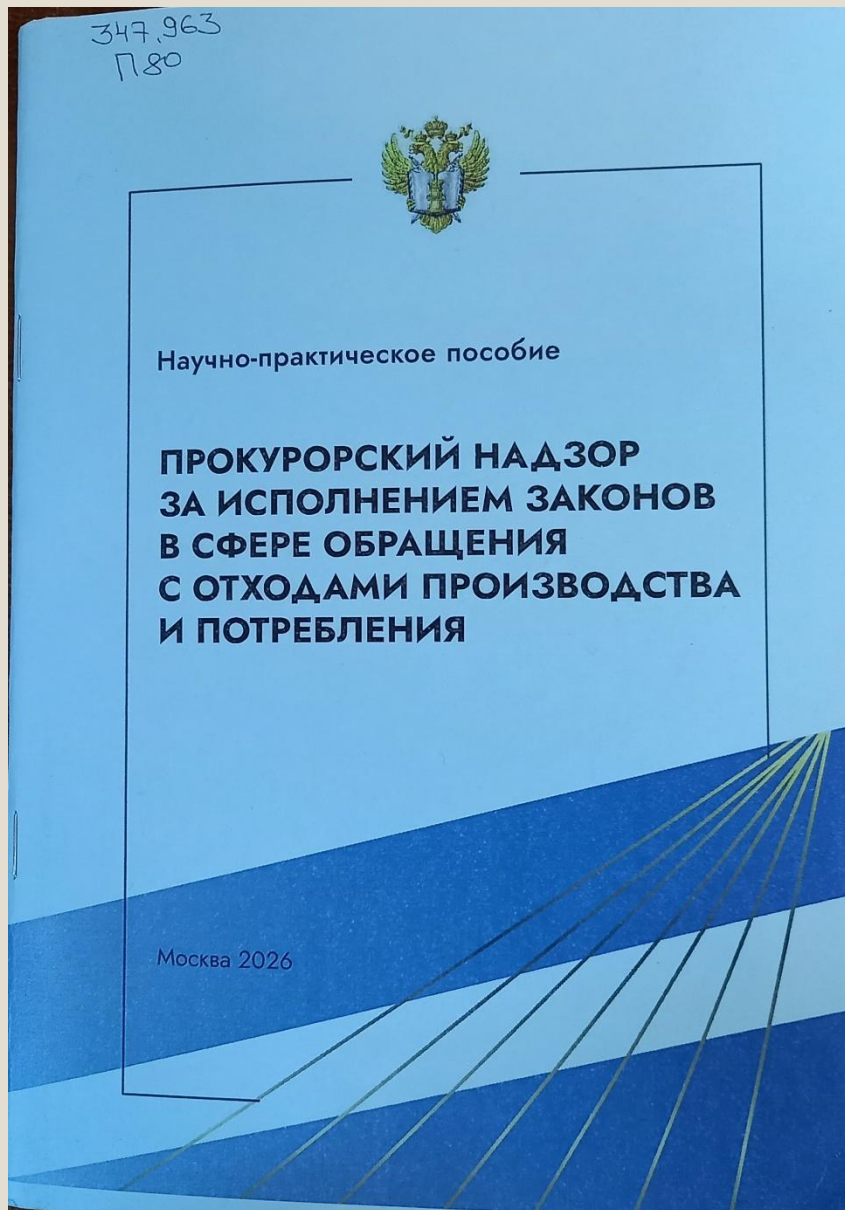 347.963
П80
Научно-практическое пособие
ПРОКУРОРСКИЙ НАДЗОР
ЗА ИСПОЛНЕНИЕМ ЗАКОНОВ
В СФЕРЕ ОБРАЩЕНИЯ
С ОТХОДАМИ ПРОИЗВОДСТВА
И ПОТРЕБЛЕНИЯ
Москва 2026